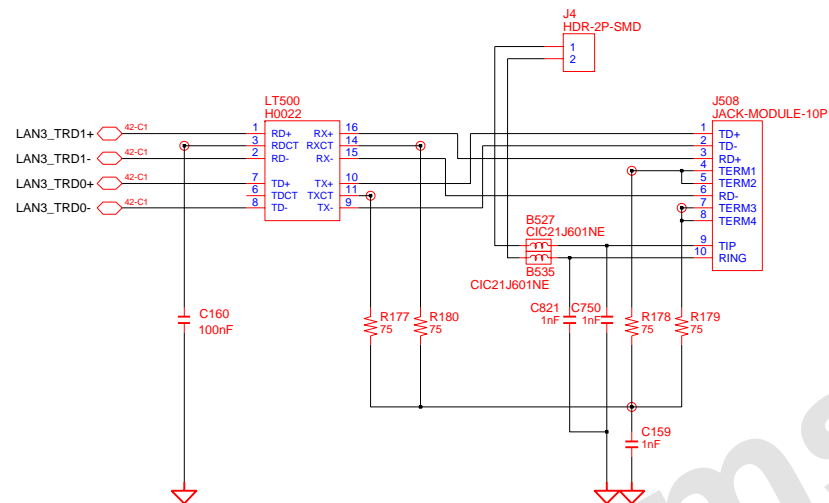 J4
HDR-2P-SMD
1
2
LT500
H0022
J508
JACK-MODULE-10P
LAN3_TRD1+ 42-C1 1 RD+ RX+ 16
3 RDCT RXCT 14
LAN3_TRD1- 42-C1 2 RD- RX- 15
LAN3_TRD0+ 42-C1 7 TD+ TX+ 10
6 TDCT TXCT 11
LAN3_TRD0- 42-C1 8 TD- TX- 9
1 TD+
2 TD-
3 RD+
4 TERM1
5 TERM2
6 RD-
7 TERM3
8 TERM4
9 TIP
10 RING
B527
CIC21J601NE
B535
CIC21J601NE
C160
100nF
R177
75
R180
75
C821
1nF
C750
1nF
R178
75
R179
75
C159
1nF